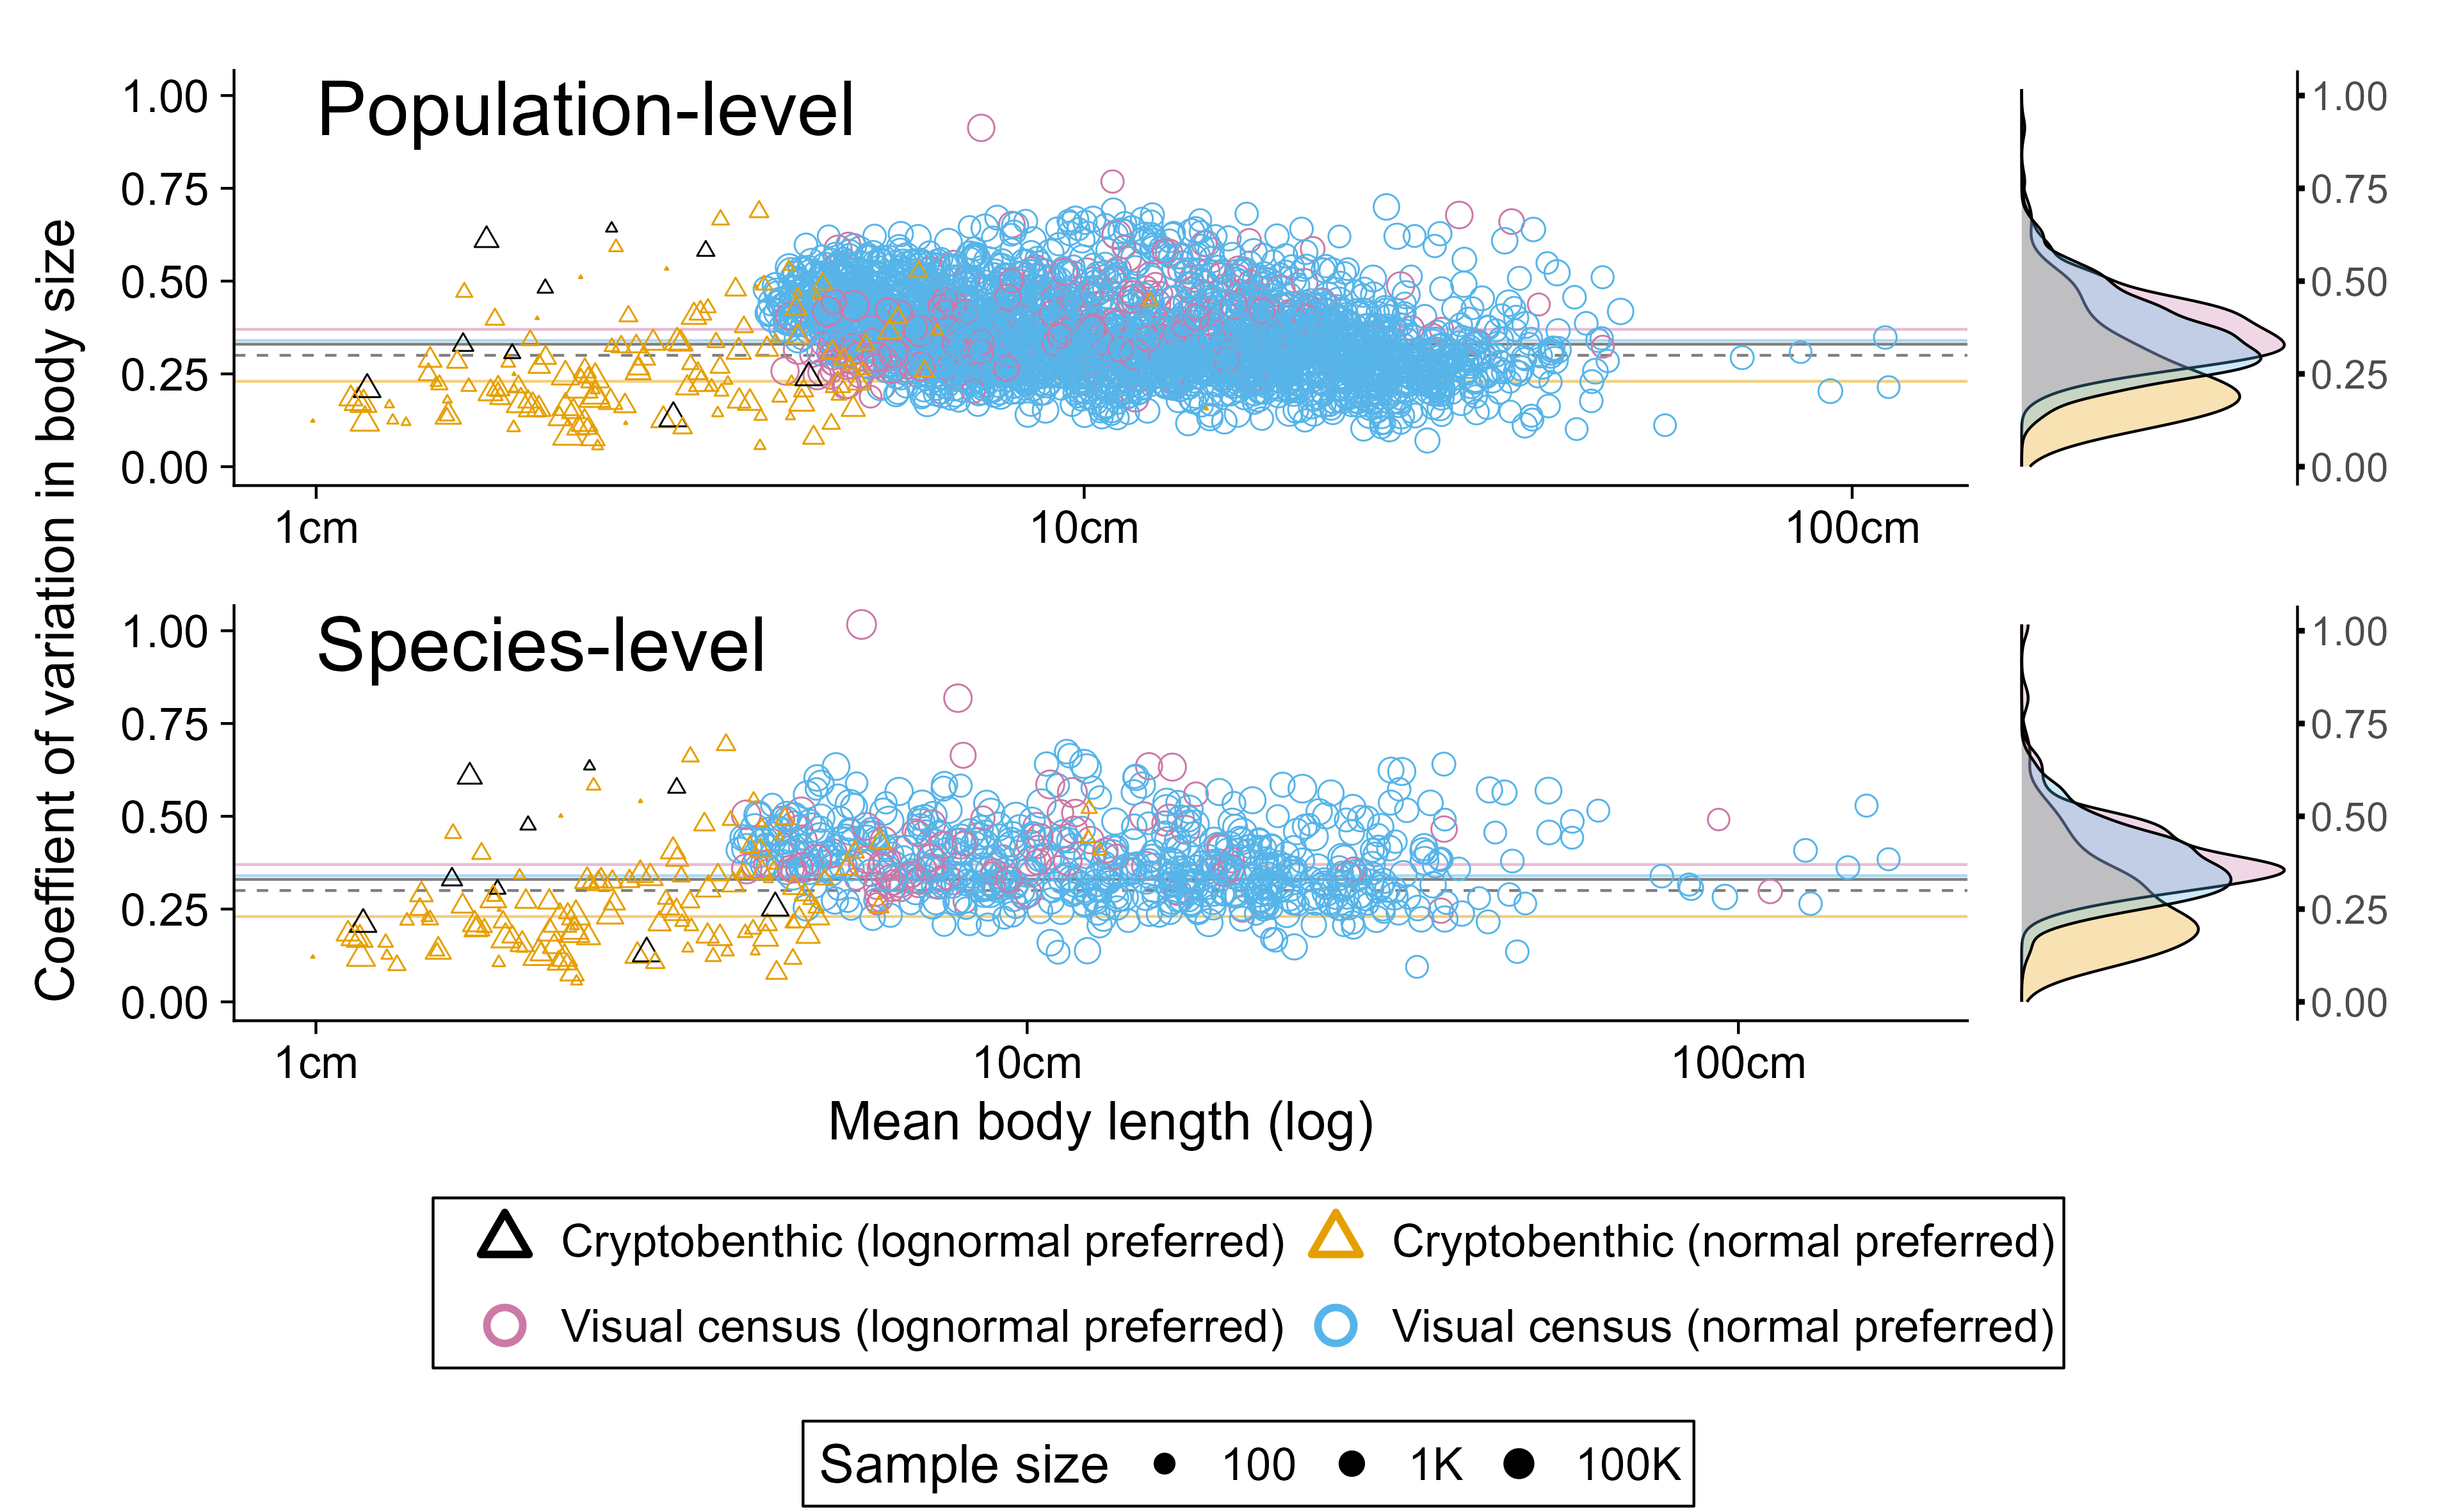 Coeffient of variation in body size
Population-level
1.00
0.75
0.50
0.25
0.00
1cm 10cm 100cm
1.00
0.75
0.50
0.25
0.00
Species-level
1.00
0.75
0.50
0.25
0.00
1cm 10cm 100cm
1.00
0.75
0.50
0.25
0.00
Mean body length (log)
Cryptobenthic (lognormal preferred) Cryptobenthic (normal preferred)
Visual census (lognormal preferred) Visual census (normal preferred)
Sample size 100 1K 100K